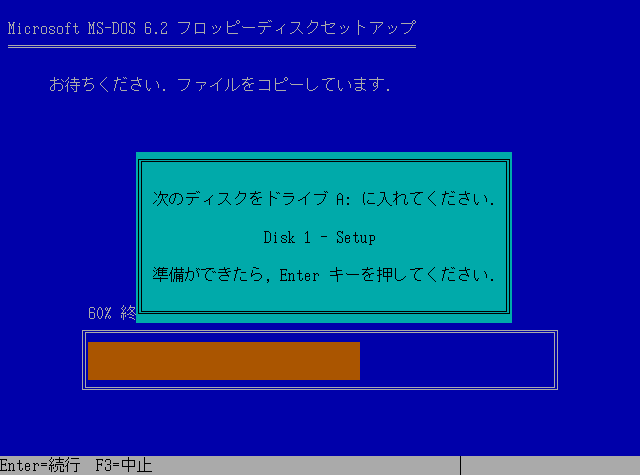 Microsoft MS-DOS 6.2 フロッピーディスクセットアップ
お待ちください. ファイルをコピーしています.
次のディスクをドライブ A: に入れてください.
Disk 1 - Setup
準備ができたら, Enter キーを押してください.
60% 終
Enter=続行  F3=中止